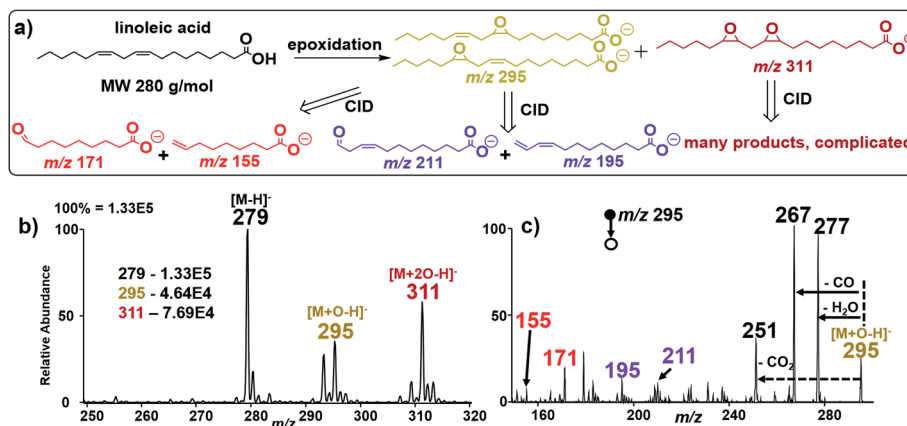 a)
linoleic acid
OH
O
MW 280 g/mol
epoxidation
m/z 295
+
m/z 311
CID
CID
CID
m/z 171
+
m/z 155
m/z 211
+
m/z 195
many products, complicated
b)
100% = 1.33E5
[M-H]-
279
279 - 1.33E5
295 - 4.64E4
311 – 7.69E4
[M+O-H]-
295
[M+2O-H]-
311
Relative Abundance
100
50
0
250 260 270 280 290 300 310 320
m/z
c)
m/z 295
267
277
- CO
- H2O
[M+O-H]-
295
251
- CO2
155
171
195
211
100
50
0
160 200 240 280
m/z